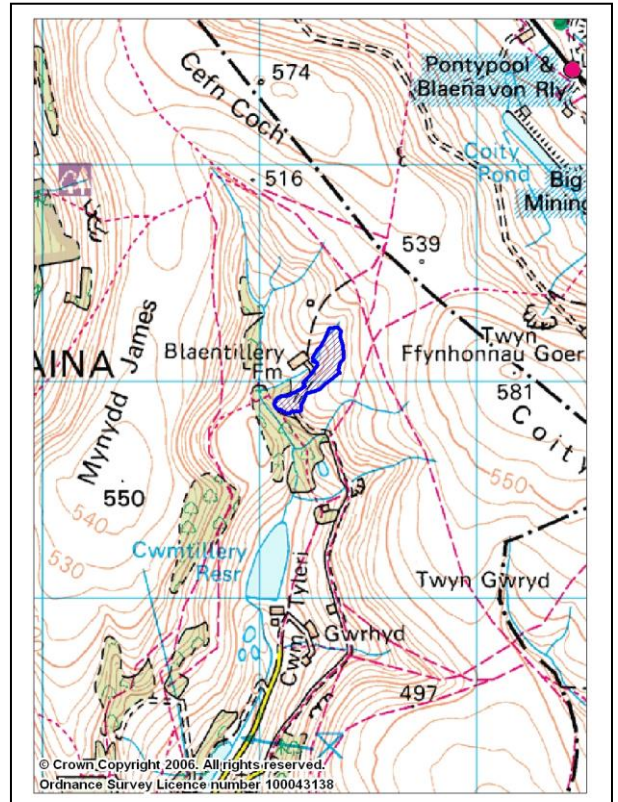 574
Cefn Coch
Pontypool &
Blaenavon Rly
Coity
Pond
Big
Mining
516
539
Mynydd James
AINA
Blaentillery
Fm
Twyn
Ffynhonnau Goer
581
Coity
550
550
540
530
Cwmtillery
Resr
Cwm Tyleri
Twyn Gwryd
Gwrhyd
497
© Crown Copyright 2006. All rights reserved.
Ordnance Survey Licence number 100043138